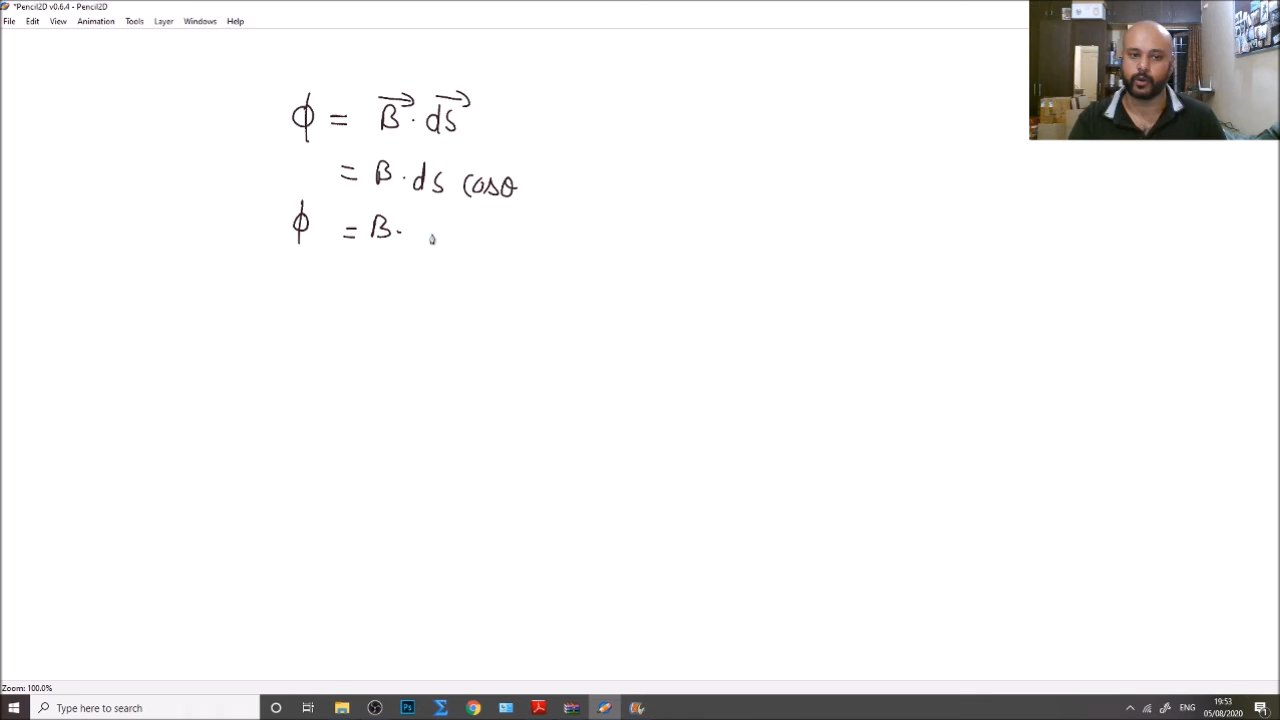 *Pencil2D v0.6.4 - Pencil2D
File Edit View Animation Tools Layer Windows Help
ϕ = B⃗ · dS⃗
= B · ds Cosθ
ϕ = B ·
Zoom: 100.0%
Type here to search
ENG
19:53
05/08/2020